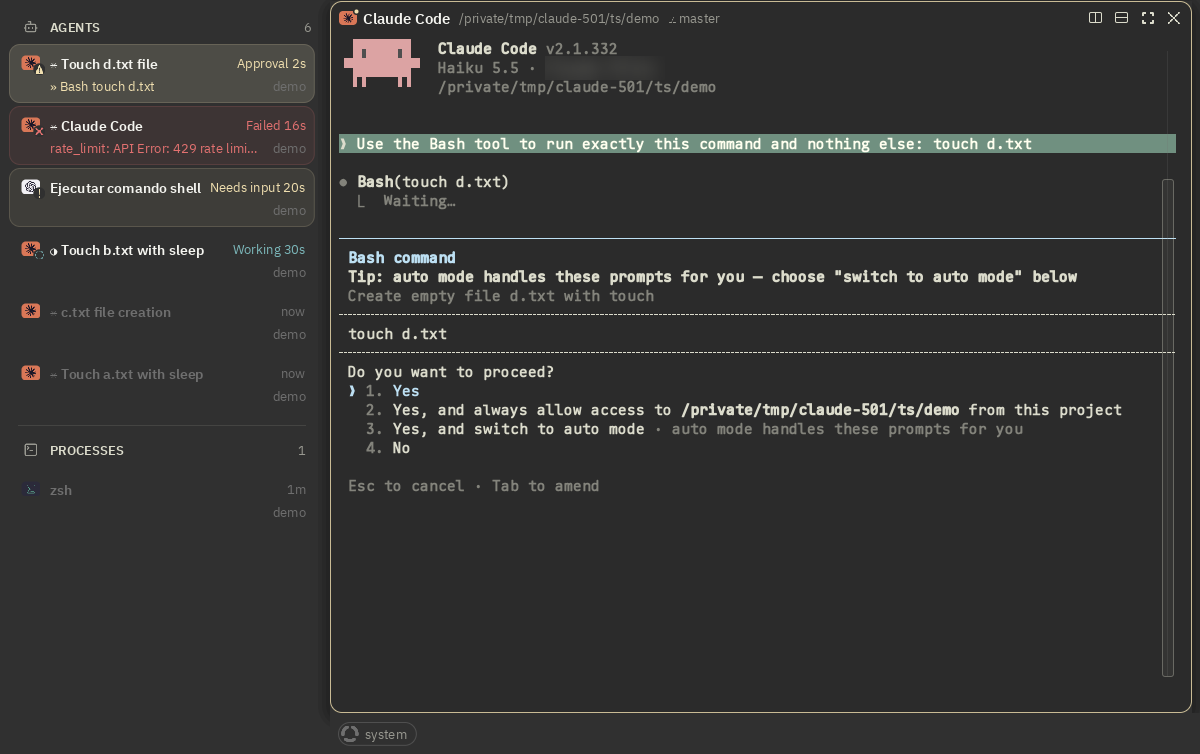 AGENTS 6
Touch d.txt file Approval 2s
» Bash touch d.txt demo
Claude Code Failed 16s
rate_limit: API Error: 429 rate limi… demo
Ejecutar comando shell Needs input 20s
demo
Touch b.txt with sleep Working 30s
demo
c.txt file creation now
demo
Touch a.txt with sleep now
demo
PROCESSES 1
zsh 1m
demo
Claude Code /private/tmp/claude-501/ts/demo master
Claude Code v2.1.332
Haiku 5.5 ·
/private/tmp/claude-501/ts/demo
❯ Use the Bash tool to run exactly this command and nothing else: touch d.txt
● Bash(touch d.txt)
⎿ Waiting…
Bash command
Tip: auto mode handles these prompts for you — choose "switch to auto mode" below
Create empty file d.txt with touch
touch d.txt
Do you want to proceed?
❯ 1. Yes
2. Yes, and always allow access to /private/tmp/claude-501/ts/demo from this project
3. Yes, and switch to auto mode · auto mode handles these prompts for you
4. No
Esc to cancel · Tab to amend
system